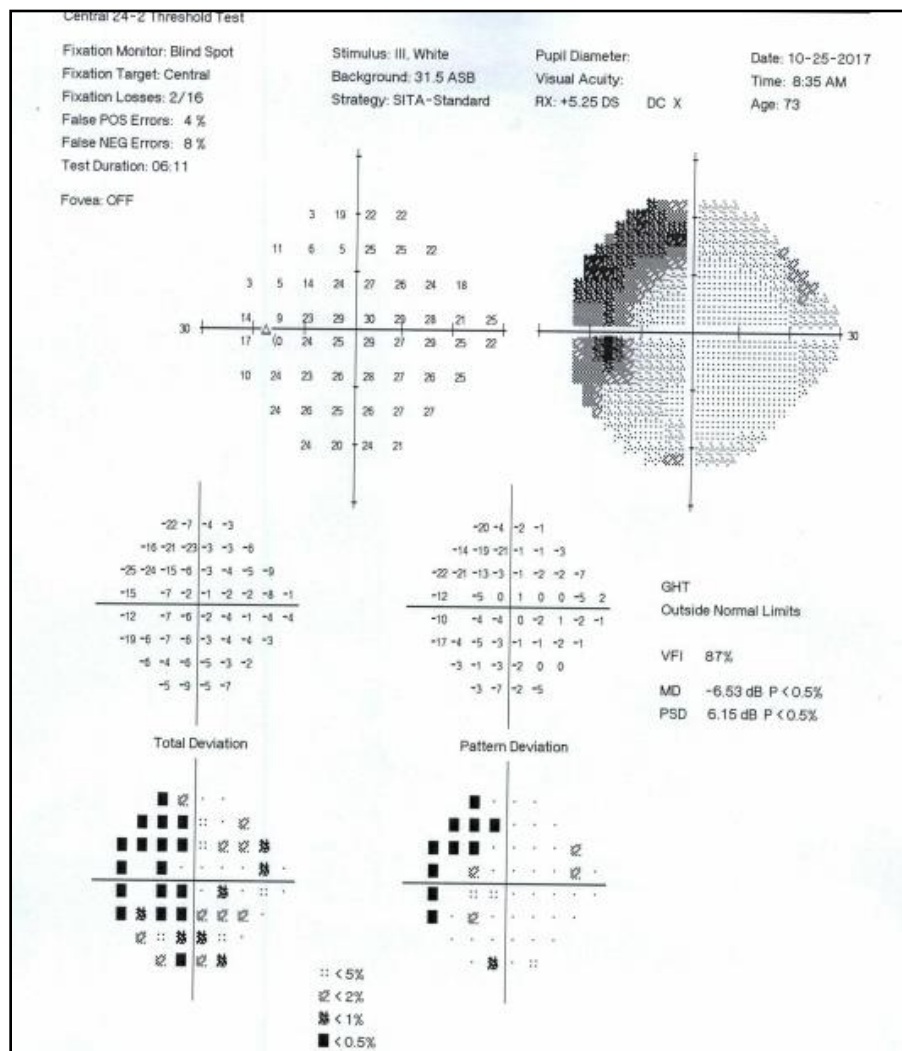 Central 24-2 Threshold Test
Fixation Monitor: Blind Spot
Fixation Target: Central
Fixation Losses: 2/16
False POS Errors: 4 %
False NEG Errors: 8 %
Test Duration: 06:11
Fovea: OFF
Stimulus: III, White
Background: 31.5 ASB
Strategy: SITA-Standard
Pupil Diameter:
Visual Acuity:
RX: +5.25 DS DC X
Date: 10-25-2017
Time: 8:35 AM
Age: 73
3 19 22 22
11 6 5 25 25 22
3 5 14 24 27 26 24 18
14 9 23 29 30 29 28 21 25
30
17 (0 24 25 29 27 29 25 22
10 24 23 26 28 27 26 25
24 26 25 26 27 27
24 20 24 21
30
-22 -7 -4 -3
-16 -21 -23 -3 -3 -6
-25 -24 -15 -6 -3 -4 -5 -9
-15 -7 -2 -1 -2 -2 -8 -1
-12 -7 -6 -2 -4 -1 -4 -4
-19 -6 -7 -6 -3 -4 -4 -3
-6 -4 -6 -5 -3 -2
-5 -9 -5 -7
Total Deviation
-20 -4 -2 -1
-14 -19 -21 -1 -1 -3
-22 -21 -13 -3 -1 -2 -2 -7
-12 -5 0 1 0 0 -5 2
-10 -4 -4 0 -2 1 -2 -1
-17 -4 -5 -3 -1 -1 -2 -1
-3 -1 -3 -2 0 0
-3 -7 -2 -5
Pattern Deviation
GHT
Outside Normal Limits
VFI 87%
MD -6.53 dB P < 0.5%
PSD 6.15 dB P < 0.5%
< 5%
< 2%
< 1%
< 0.5%